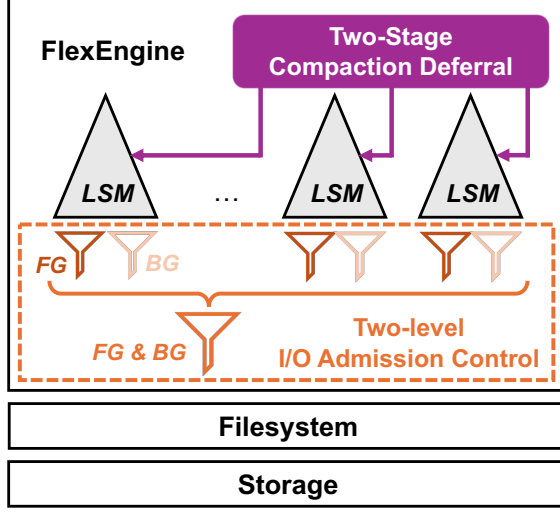 FlexEngine
Two-Stage
Compaction Deferral
LSM
...
LSM
LSM
FG
BG
FG & BG
Two-level
I/O Admission Control
Filesystem
Storage